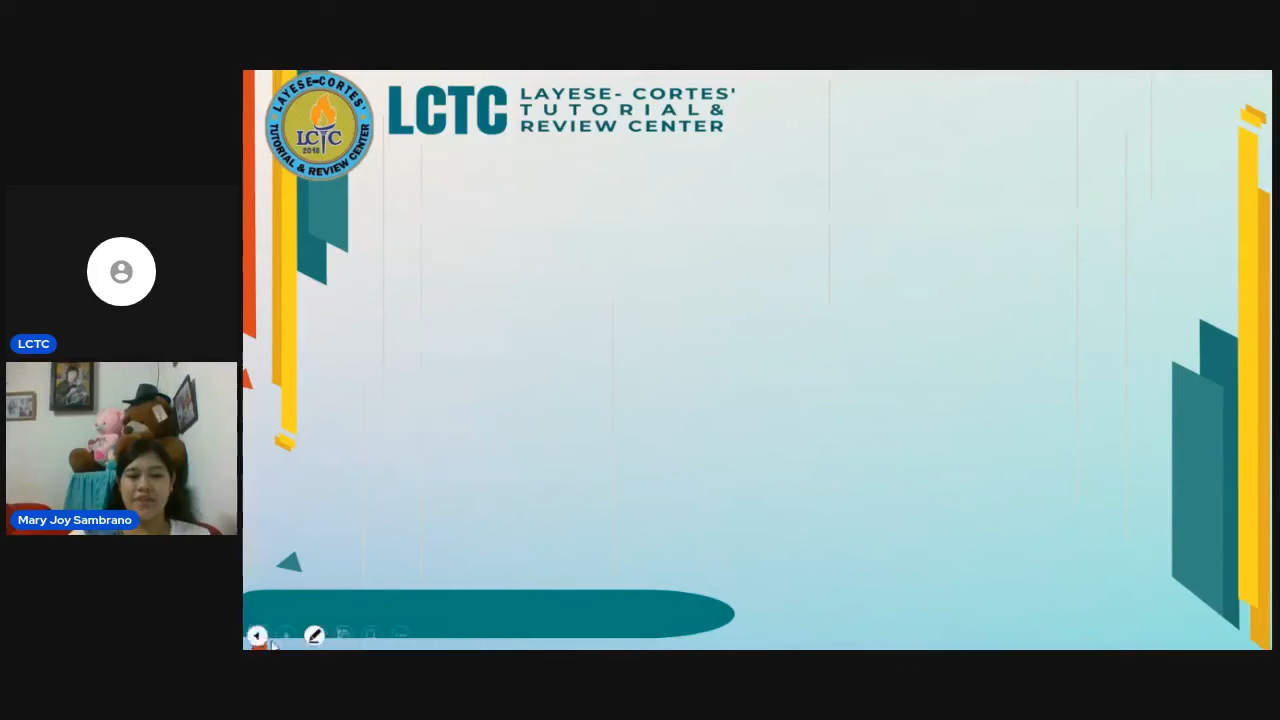 LAYESE-CORTES'
LCTC
2018
TUTORIAL & REVIEW CENTER
LCTC
LAYESE- CORTES'
TUTORIAL &
REVIEW CENTER
LCTC
Mary Joy Sambrano